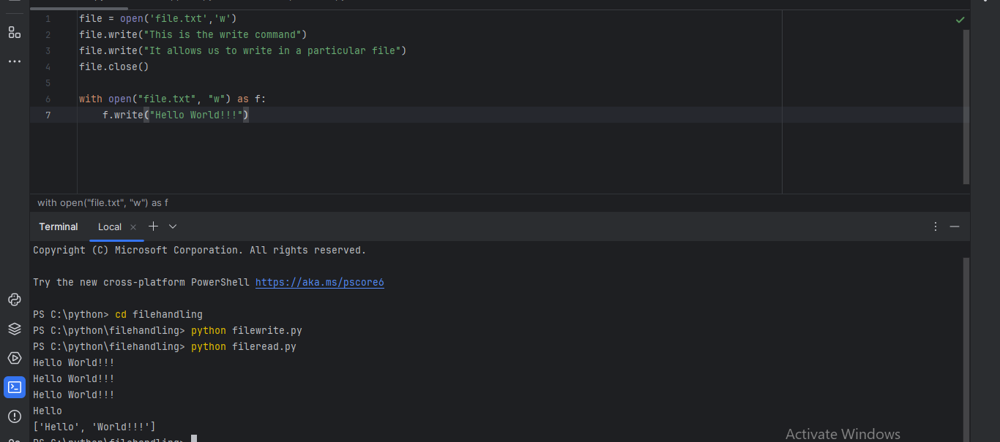 1 file = open('file.txt','w')
2 file.write("This is the write command")
3 file.write("It allows us to write in a particular file")
4 file.close()
5
6 with open("file.txt", "w") as f:
7 f.write("Hello World!!!")
with open("file.txt", "w") as f
Terminal Local
Copyright (C) Microsoft Corporation. All rights reserved.
Try the new cross-platform PowerShell https://aka.ms/pscore6
PS C:\python> cd filehandling
PS C:\python\filehandling> python filewrite.py
PS C:\python\filehandling> python fileread.py
Hello World!!!
Hello World!!!
Hello World!!!
Hello
['Hello', 'World!!!']
PS C:\python\filehandling>
Activate Windows